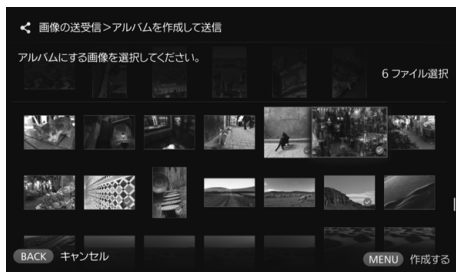 画像の送受信>アルバムを作成して送信
アルバムにする画像を選択してください。
6 ファイル選択
BACK キャンセル
MENU 作成する